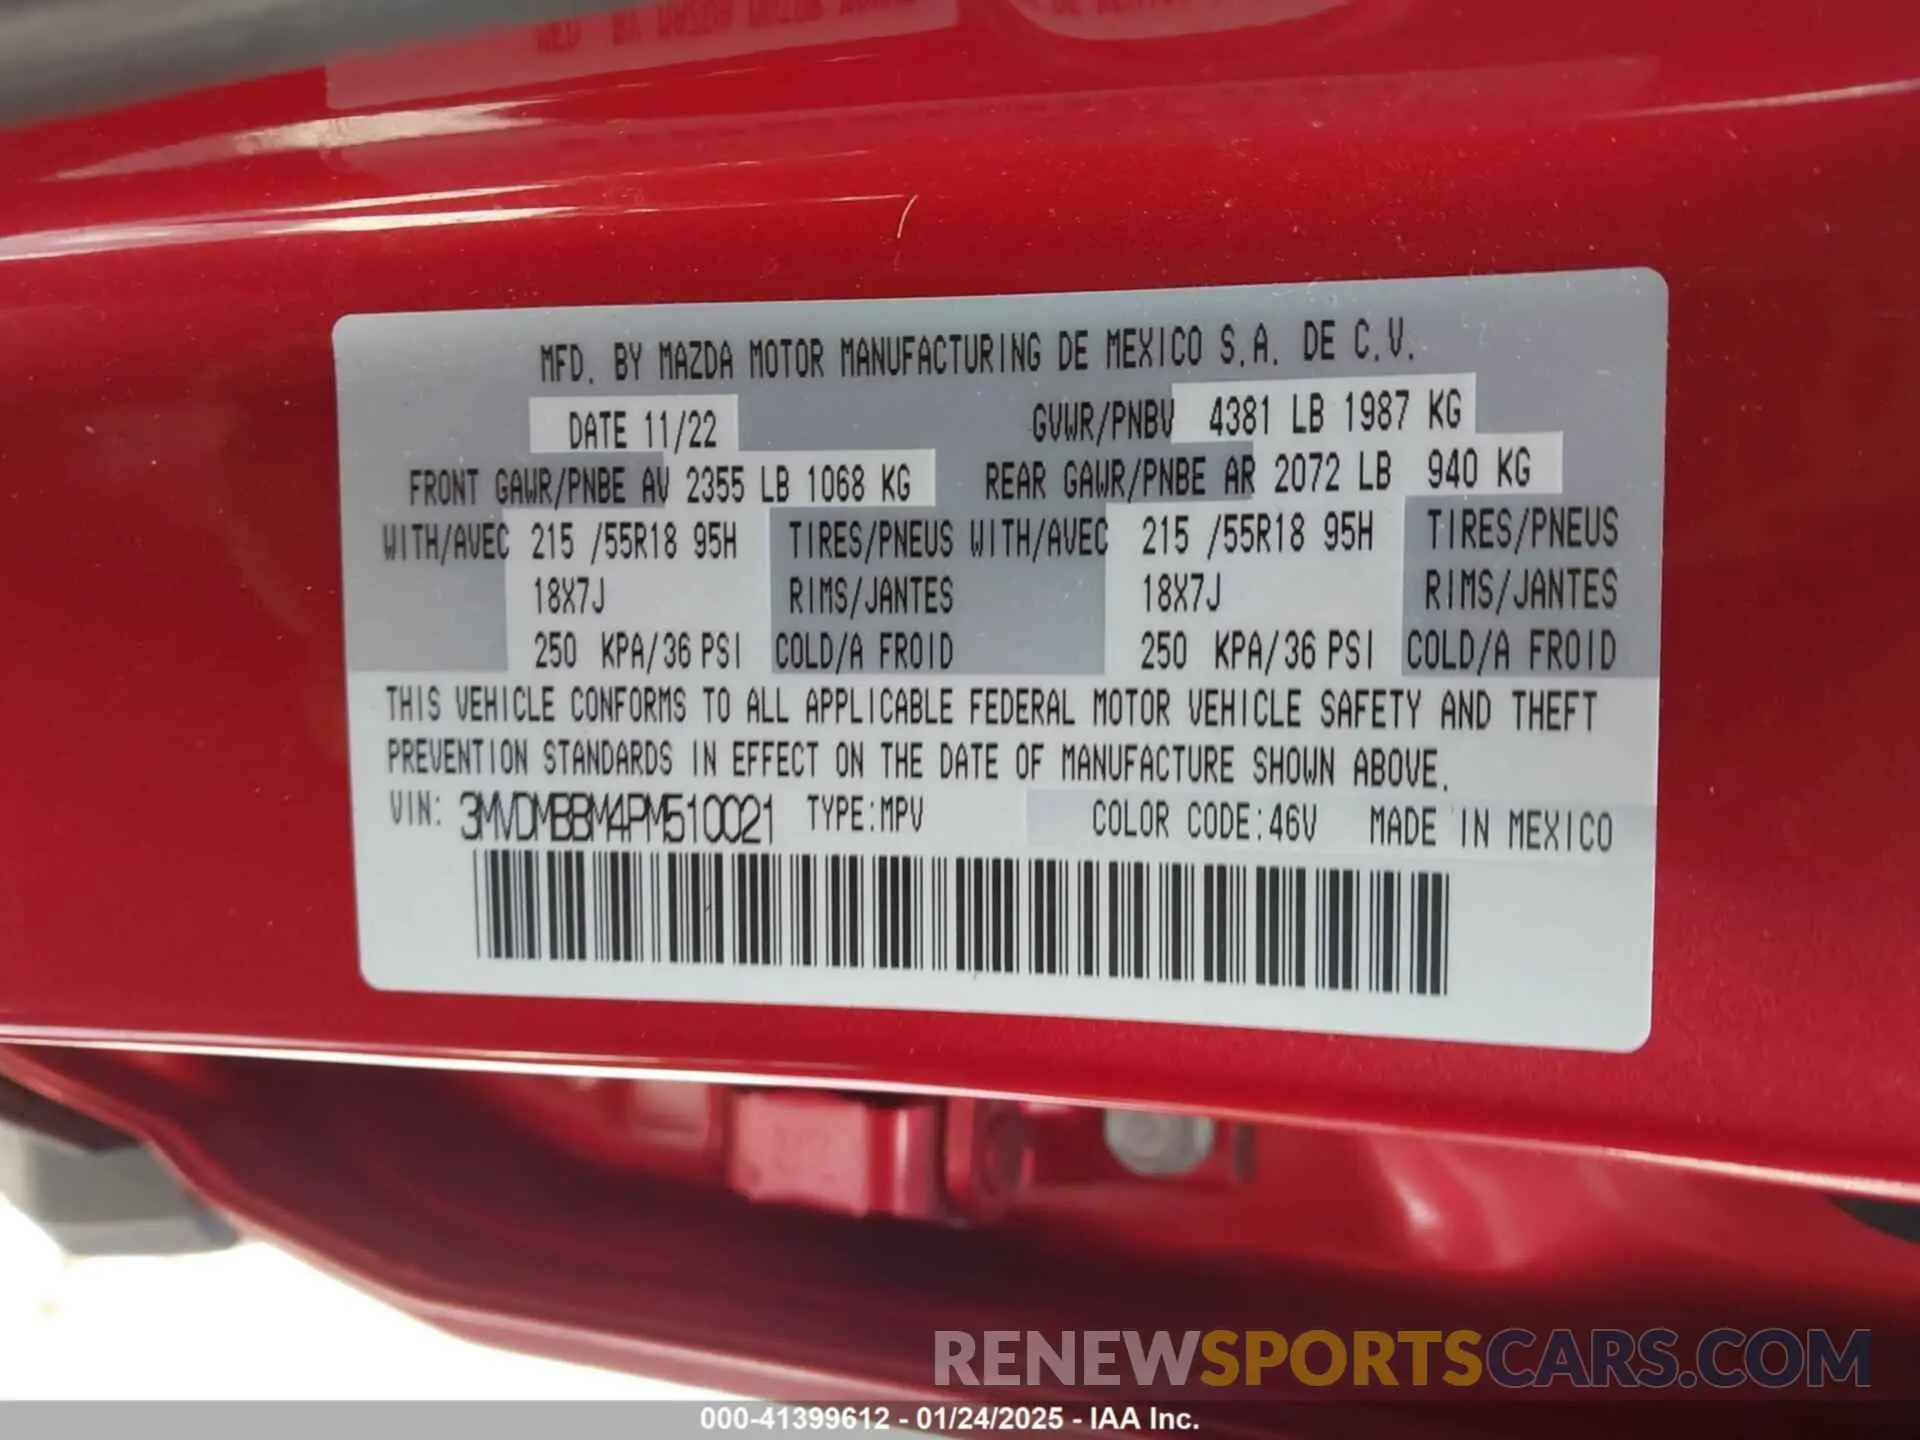 MFD. BY MAZDA MOTOR MANUFACTURING DE MEXICO S.A. DE C.V.
DATE 11/22 GVWR/PNBV 4381 LB 1987 KG
FRONT GAWR/PNBE AV 2355 LB 1068 KG REAR GAWR/PNBE AR 2072 LB 940 KG
WITH/AVEC 215 /55R18 95H TIRES/PNEUS WITH/AVEC 215 /55R18 95H TIRES/PNEUS
18X7J RIMS/JANTES 18X7J RIMS/JANTES
250 KPA/36 PSI COLD/A FROID 250 KPA/36 PSI COLD/A FROID
THIS VEHICLE CONFORMS TO ALL APPLICABLE FEDERAL MOTOR VEHICLE SAFETY AND THEFT
PREVENTION STANDARDS IN EFFECT ON THE DATE OF MANUFACTURE SHOWN ABOVE.
VIN: 3MVDMBBM4PM510021 TYPE:MPV COLOR CODE:46V MADE IN MEXICO
RENEWSPORTSCARS.COM
000-41399612 - 01/24/2025 - IAA Inc.